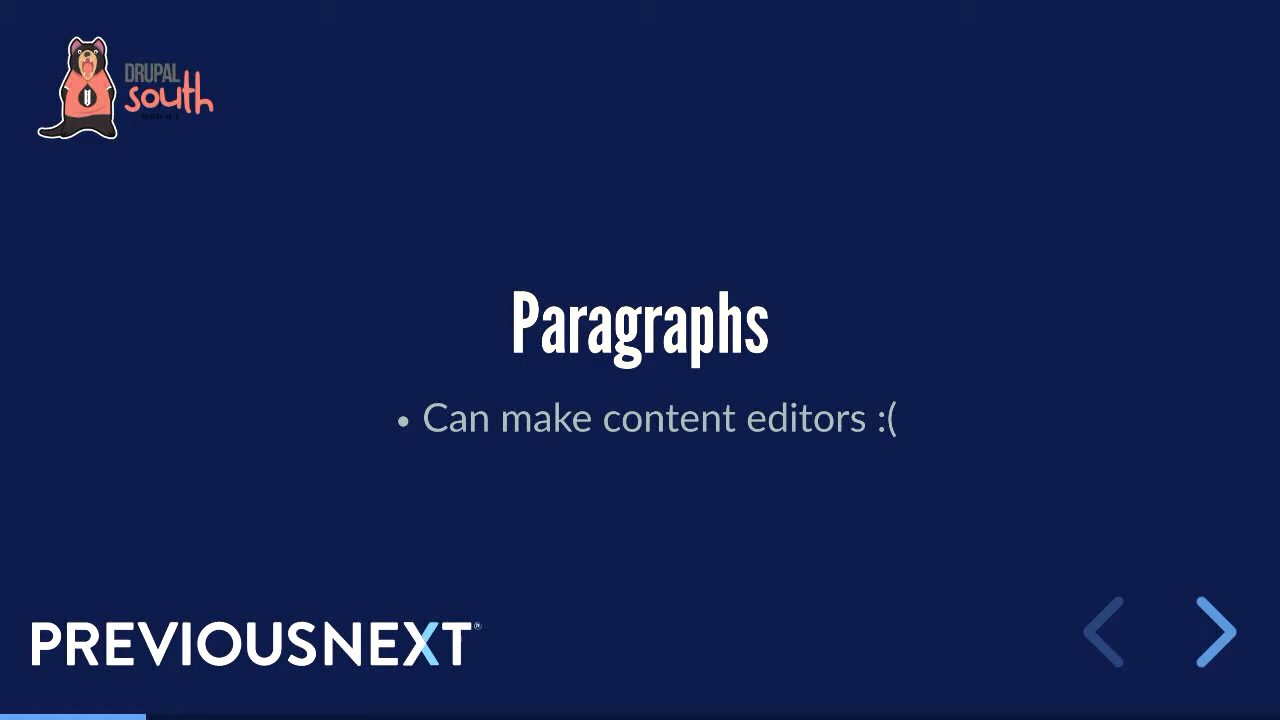 DRUPAL
south
Paragraphs
• Can make content editors :(
PREVIOUSNEXT®